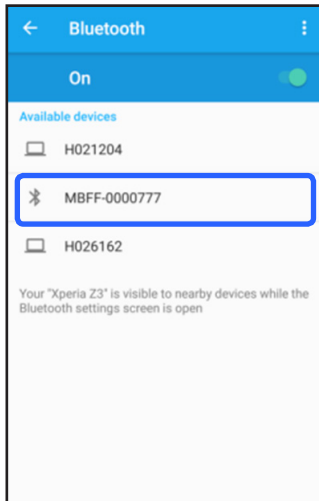 Bluetooth
On
Available devices
H021204
MBFF-0000777
H026162
Your "Xperia Z3" is visible to nearby devices while the
Bluetooth settings screen is open